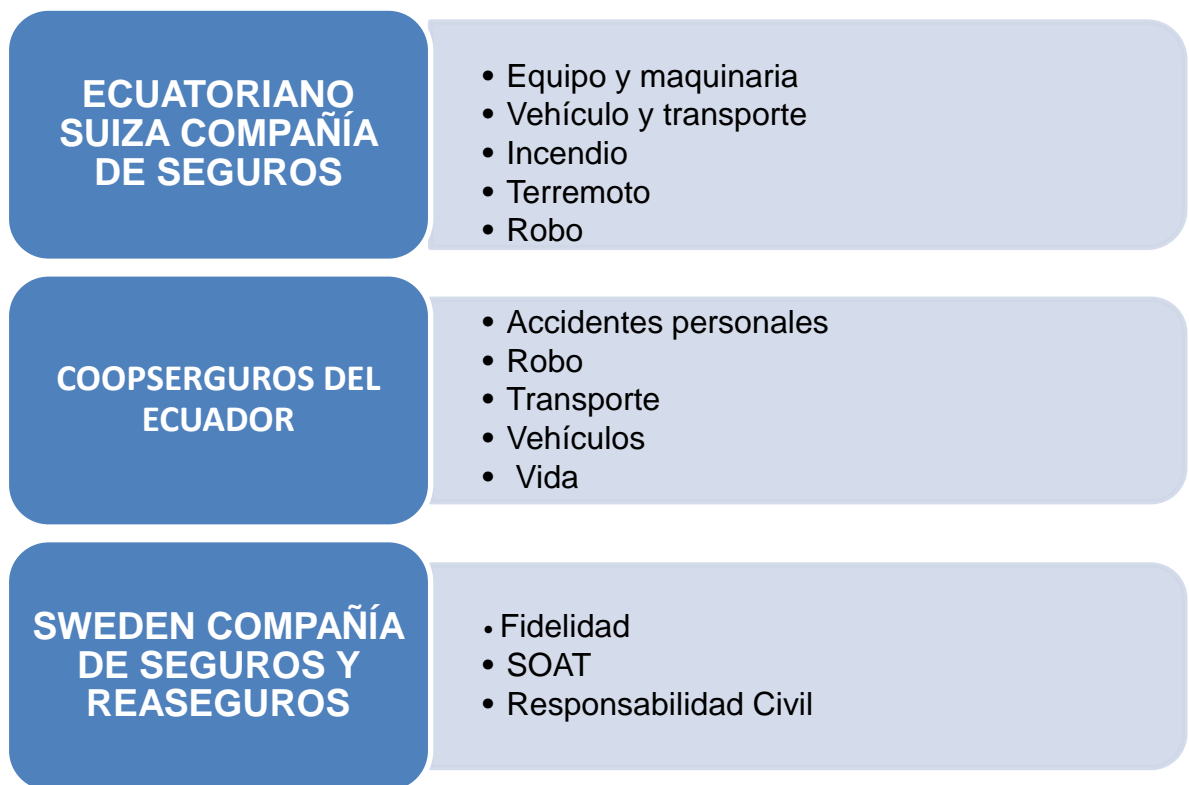 ECUATORIANO
SUIZA COMPAÑÍA
DE SEGUROS
• Equipo y maquinaria
• Vehículo y transporte
• Incendio
• Terremoto
• Robo
COOPSERGUROS DEL
ECUADOR
• Accidentes personales
• Robo
• Transporte
• Vehículos
• Vida
SWEDEN COMPAÑÍA
DE SEGUROS Y
REASEGUROS
• Fidelidad
• SOAT
• Responsabilidad Civil